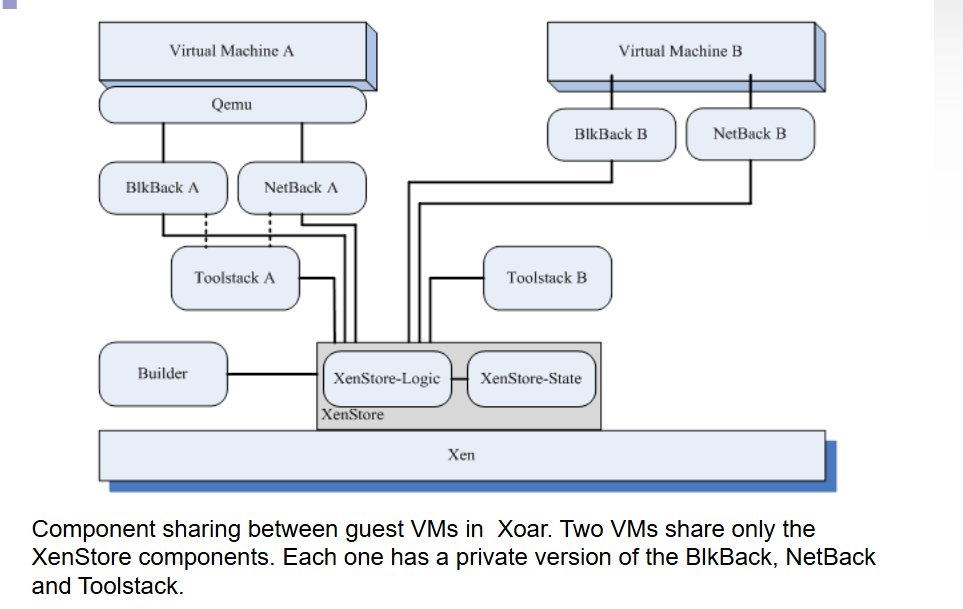 Virtual Machine A
Virtual Machine B
Qemu
BlkBack B
NetBack B
BlkBack A
NetBack A
Toolstack A
Toolstack B
Builder
XenStore-Logic
XenStore-State
XenStore
Xen
Component sharing between guest VMs in Xoar. Two VMs share only the
XenStore components. Each one has a private version of the BlkBack, NetBack
and Toolstack.